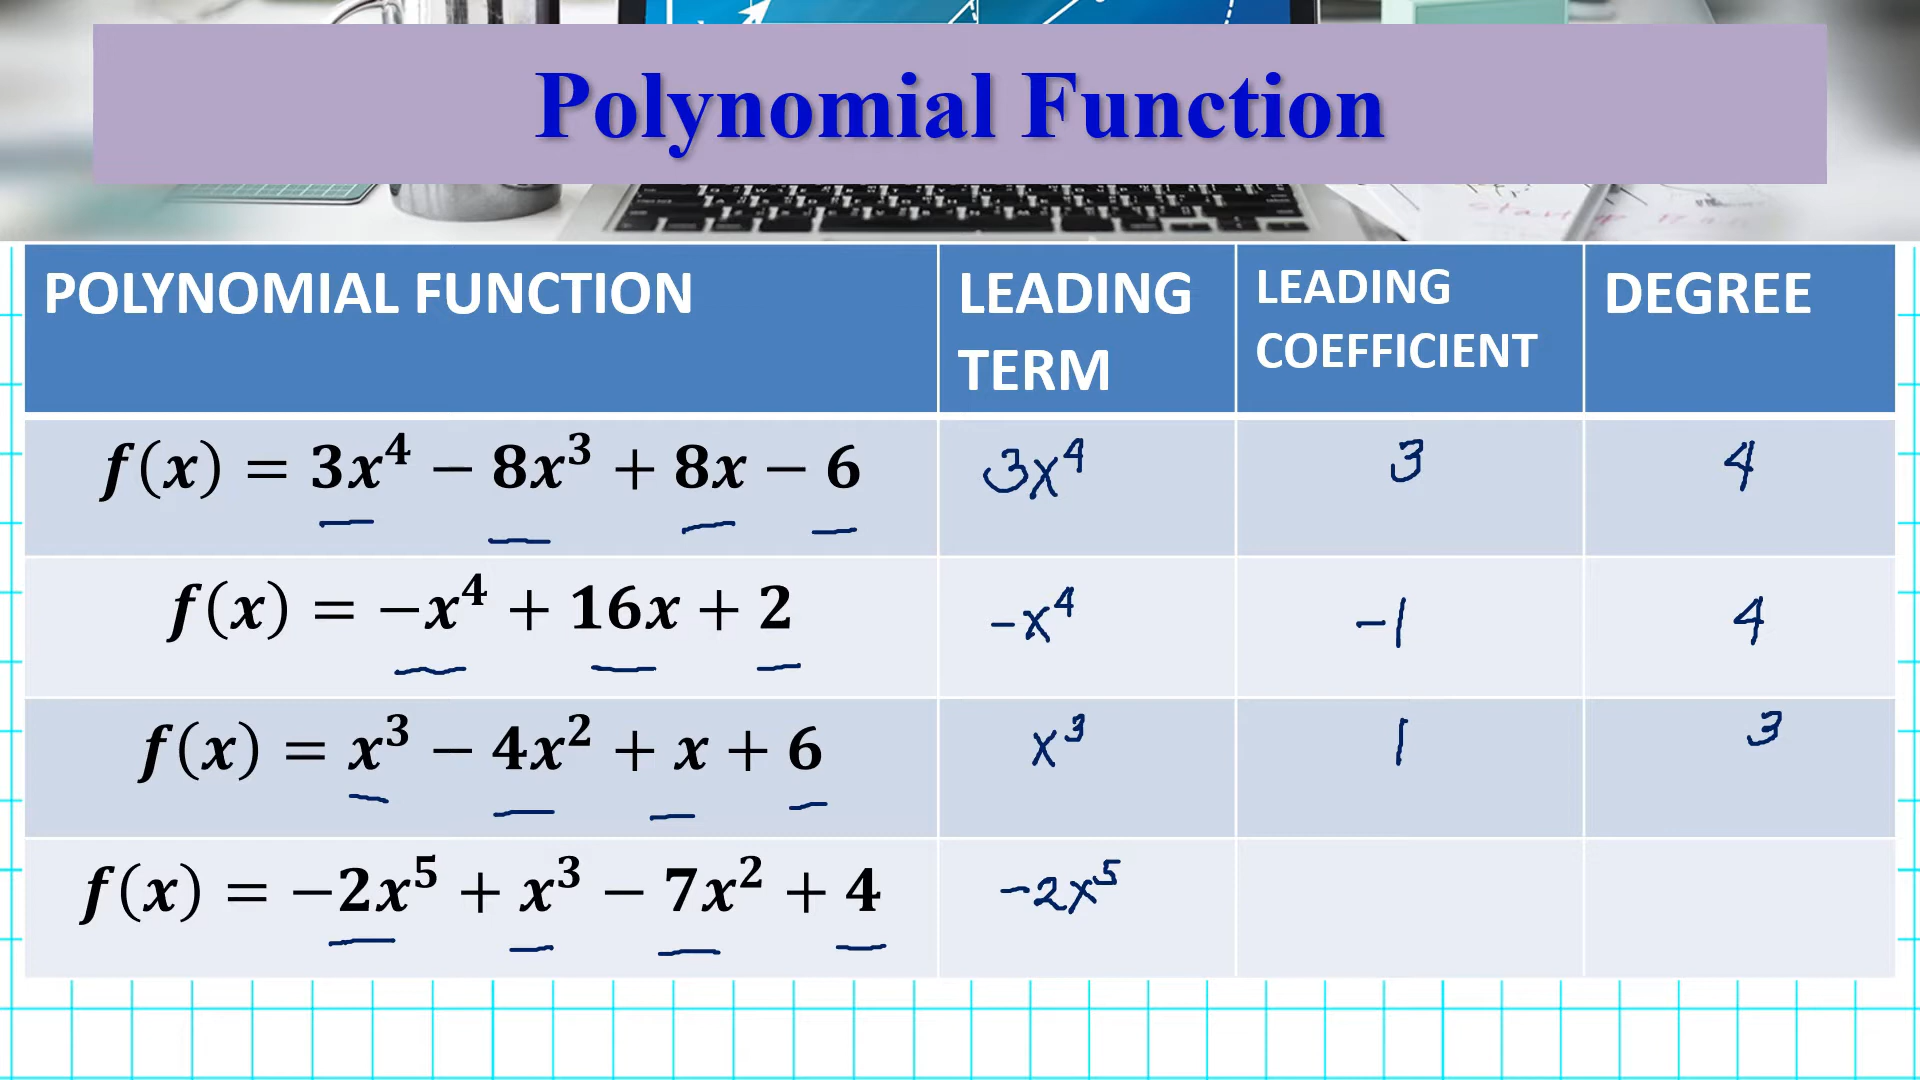 Polynomial Function
POLYNOMIAL FUNCTION
LEADING
TERM
LEADING
COEFFICIENT
DEGREE
f(x) = 3x⁴ − 8x³ + 8x − 6
3x⁴
3
4
f(x) = −x⁴ + 16x + 2
-x⁴
-1
4
f(x) = x³ − 4x² + x + 6
x³
1
3
f(x) = −2x⁵ + x³ − 7x² + 4
-2x⁵